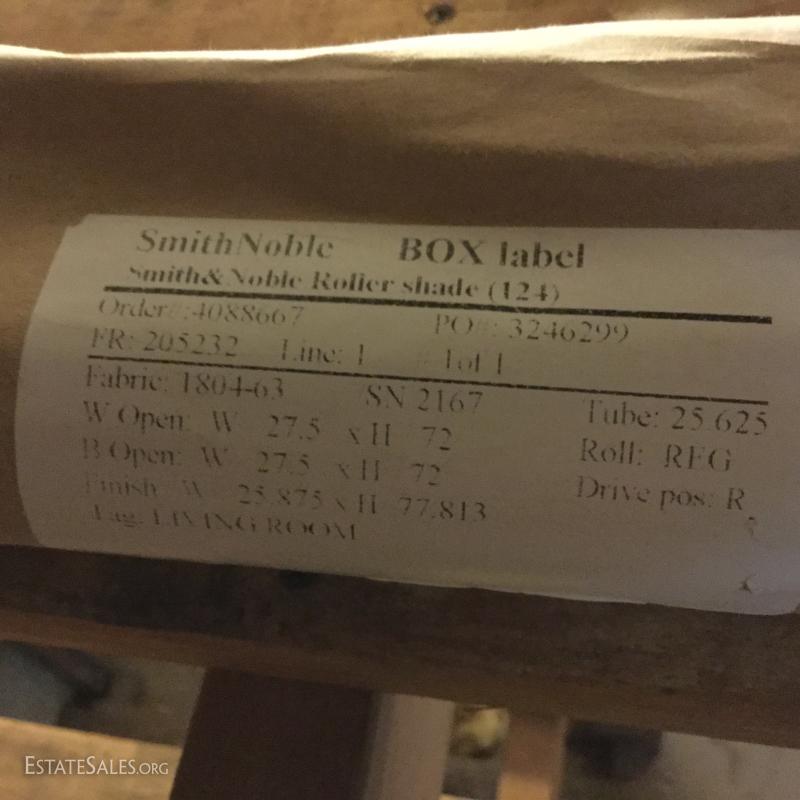 SmithNoble BOX label
Smith&Noble Roller shade (124)
Order#:4088667 PO#: 3246299
FR: 205232 Line: 1 # 1of 1
Fabric: 1804-63 SN 2167 Tube: 25.625
W Open: W 27.5 x H 72 Roll: REG
B Open: W 27.5 x H 72 Drive pos: R
Finish: W 25.875 x H 77.813
Tag: LIVING ROOM
ESTATESALES.ORG